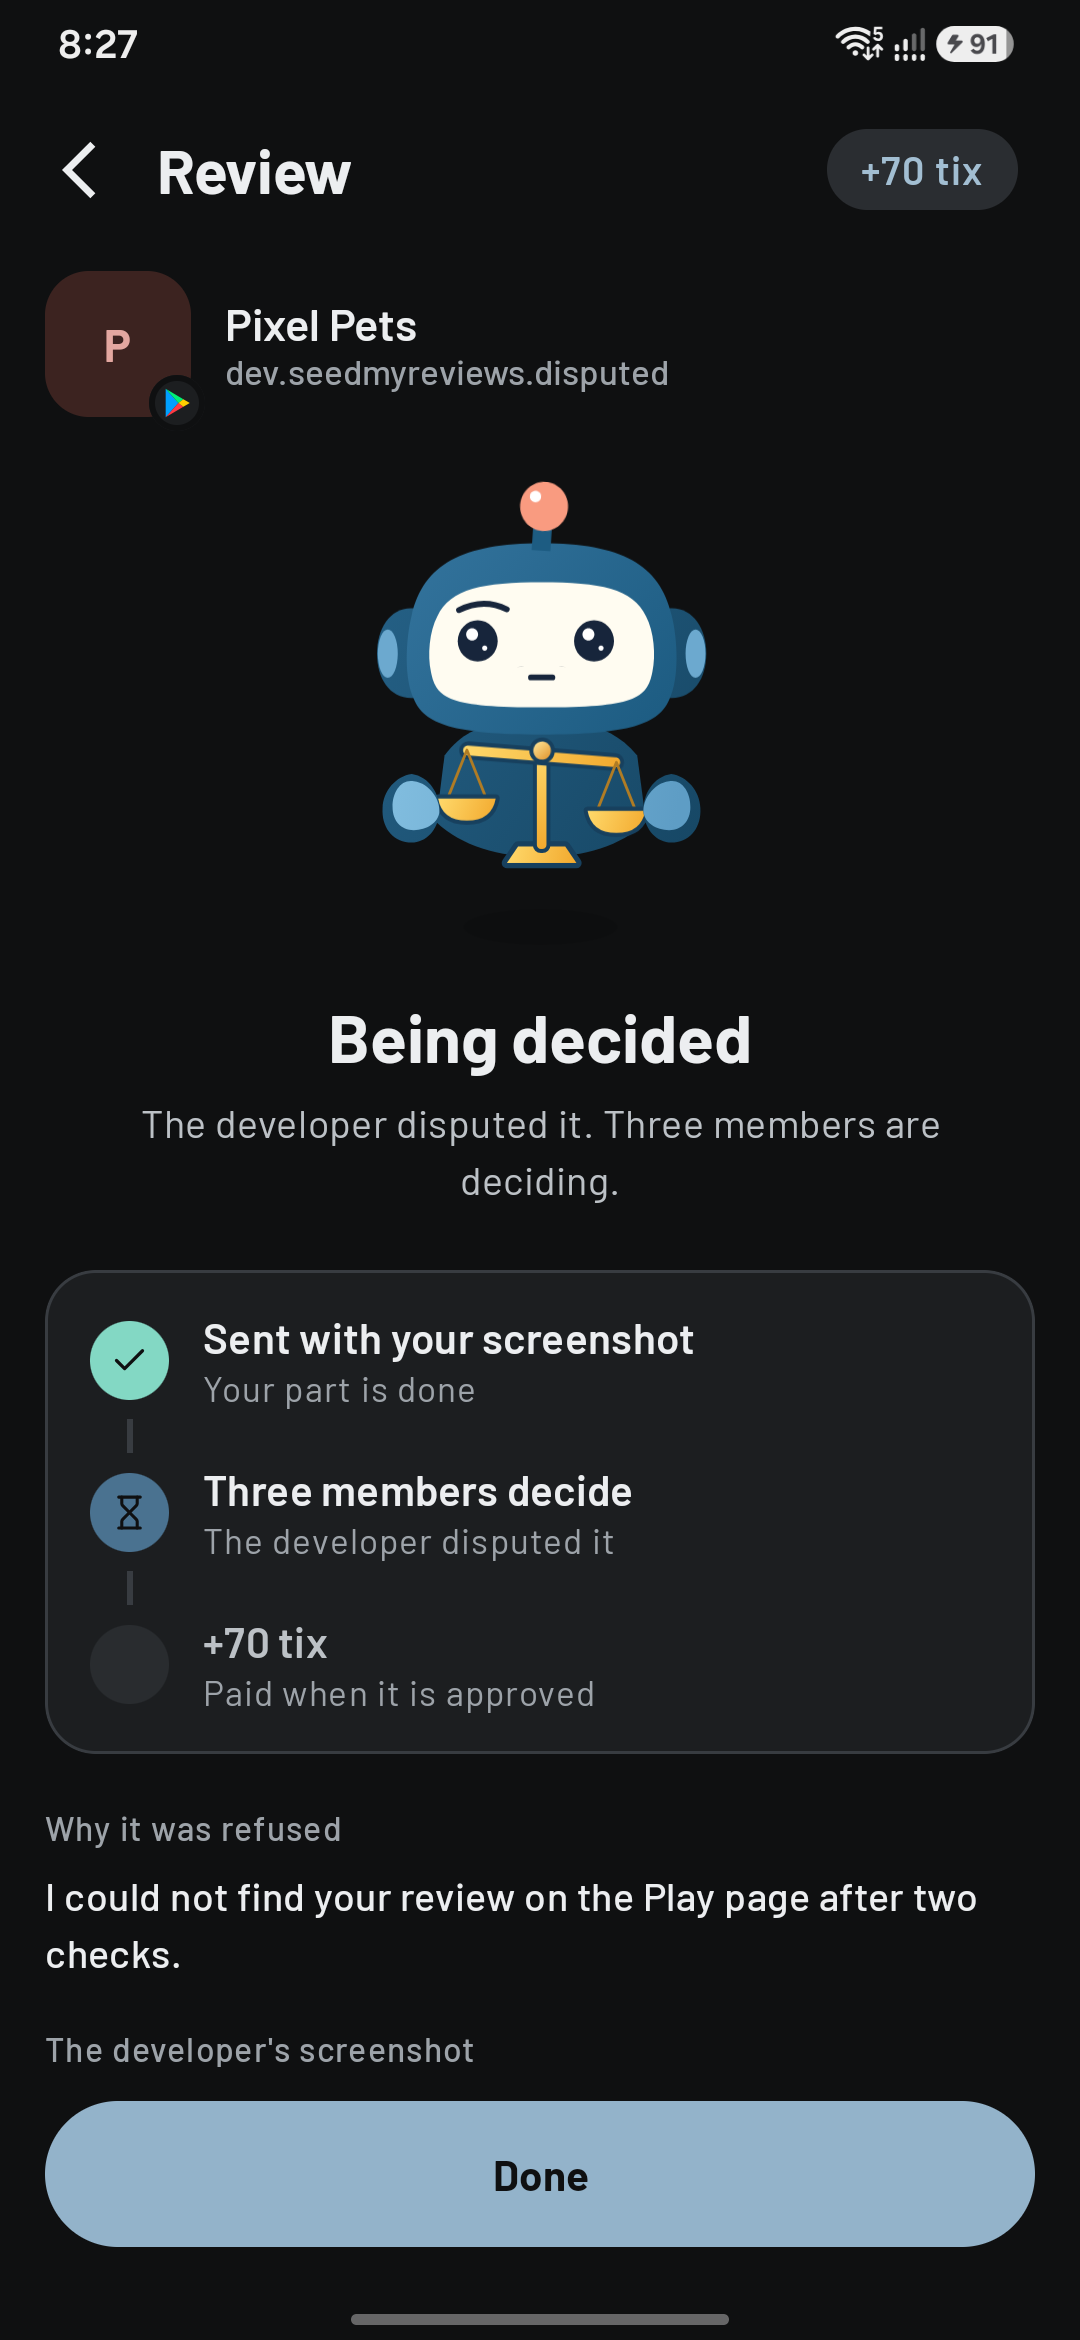 8:27
5
91
Review
+70 tix
P
Pixel Pets
dev.seedmyreviews.disputed
Being decided
The developer disputed it. Three members are
deciding.
Sent with your screenshot
Your part is done
Three members decide
The developer disputed it
+70 tix
Paid when it is approved
Why it was refused
I could not find your review on the Play page after two
checks.
The developer's screenshot
Done